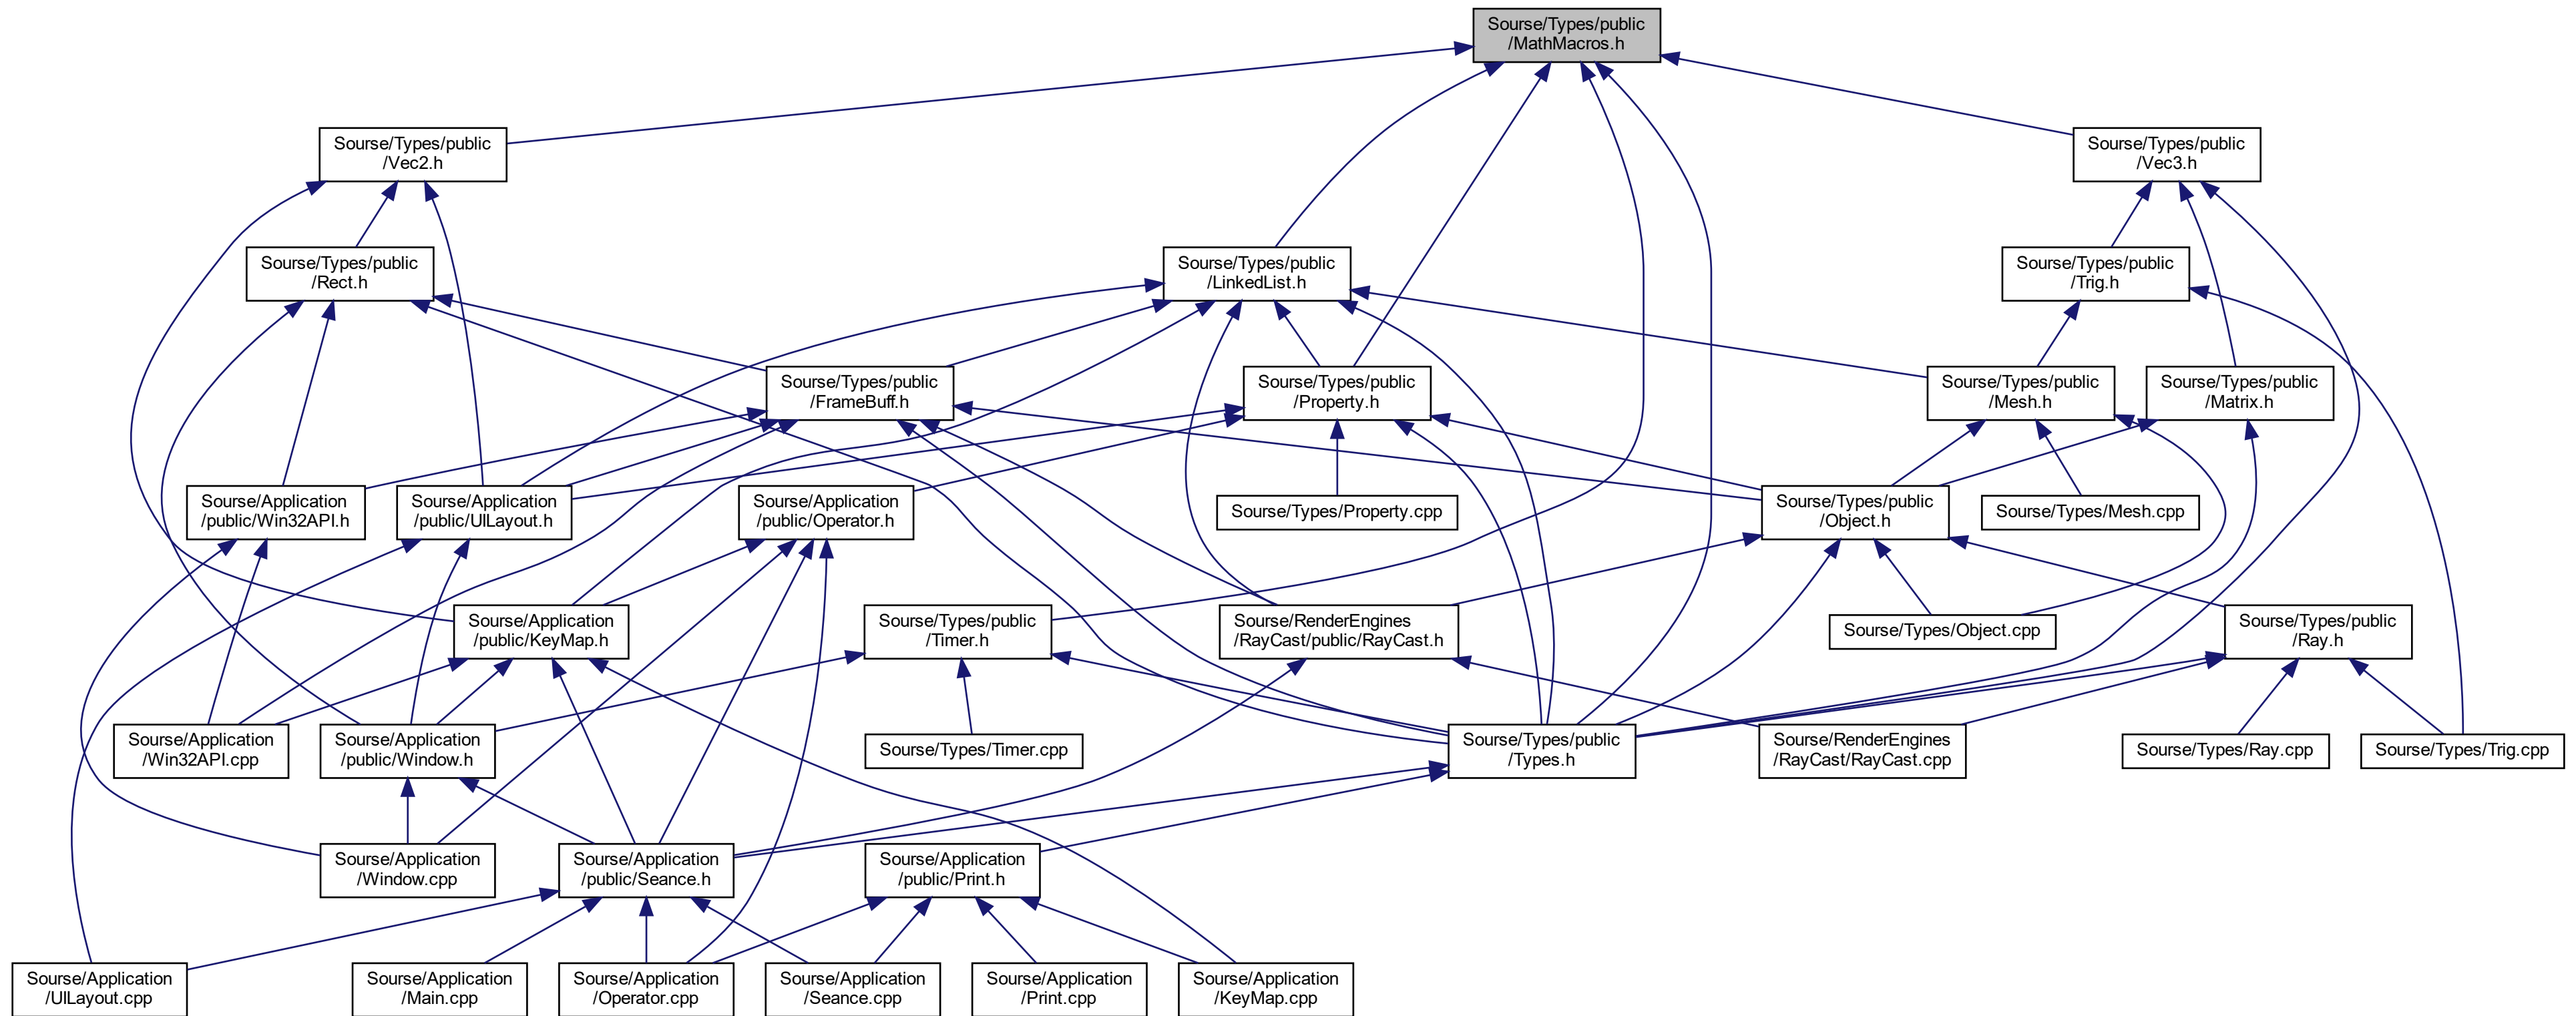 Sourse/Types/public
/MathMacros.h
Sourse/Types/public
/Vec2.h
Sourse/Types/public
/Vec3.h
Sourse/Types/public
/Rect.h
Sourse/Types/public
/LinkedList.h
Sourse/Types/public
/Trig.h
Sourse/Types/public
/FrameBuff.h
Sourse/Types/public
/Property.h
Sourse/Types/public
/Mesh.h
Sourse/Types/public
/Matrix.h
Sourse/Application
/public/Win32API.h
Sourse/Application
/public/UILayout.h
Sourse/Application
/public/Operator.h
Sourse/Types/Property.cpp
Sourse/Types/public
/Object.h
Sourse/Types/Mesh.cpp
Sourse/Application
/public/KeyMap.h
Sourse/Types/public
/Timer.h
Sourse/RenderEngines
/RayCast/public/RayCast.h
Sourse/Types/Object.cpp
Sourse/Types/public
/Ray.h
Sourse/Application
/Win32API.cpp
Sourse/Application
/public/Window.h
Sourse/Types/Timer.cpp
Sourse/Types/public
/Types.h
Sourse/RenderEngines
/RayCast/RayCast.cpp
Sourse/Types/Ray.cpp
Sourse/Types/Trig.cpp
Sourse/Application
/Window.cpp
Sourse/Application
/public/Seance.h
Sourse/Application
/public/Print.h
Sourse/Application
/UILayout.cpp
Sourse/Application
/Main.cpp
Sourse/Application
/Operator.cpp
Sourse/Application
/Seance.cpp
Sourse/Application
/Print.cpp
Sourse/Application
/KeyMap.cpp